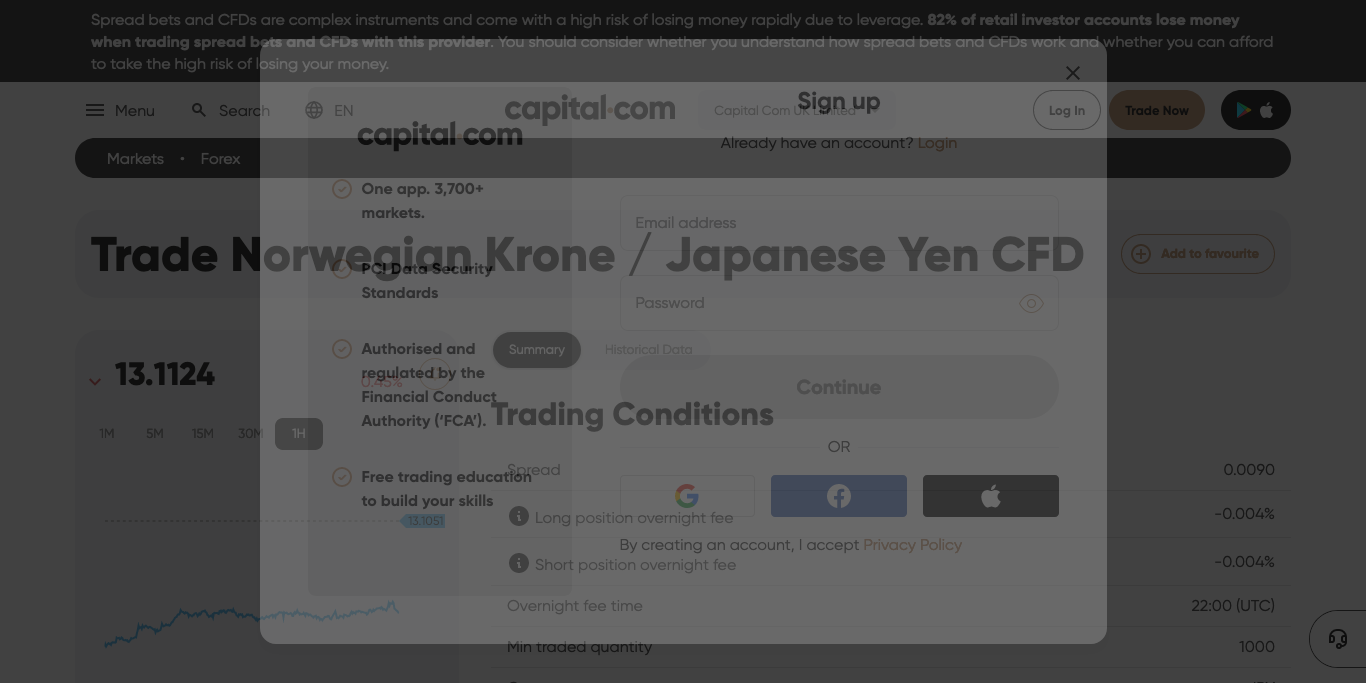 Spread bets and CFDs are complex instruments and come with a high risk of losing money rapidly due to leverage. 82% of retail investor accounts lose money
when trading spread bets and CFDs with this provider. You should consider whether you understand how spread bets and CFDs work and whether you can afford
to take the high risk of losing your money.
Menu
Search
EN
capital.com
Capital Com UK Limited
Log In
Trade Now
Markets • Forex
Trade Norwegian Krone / Japanese Yen CFD
Add to favourite
13.1124
0.45%
1M 5M 15M 30M 1H
13.1051
Summary
Historical Data
Trading Conditions
Spread 0.0090
Long position overnight fee -0.004%
Short position overnight fee -0.004%
Overnight fee time 22:00 (UTC)
Min traded quantity 1000
capital.com
One app. 3,700+
markets.
PCI Data Security
Standards
Authorised and
regulated by the
Financial Conduct
Authority (‘FCA’).
Free trading education
to build your skills
Sign up
Already have an account? Login
Email address
Password
Continue
OR
By creating an account, I accept Privacy Policy